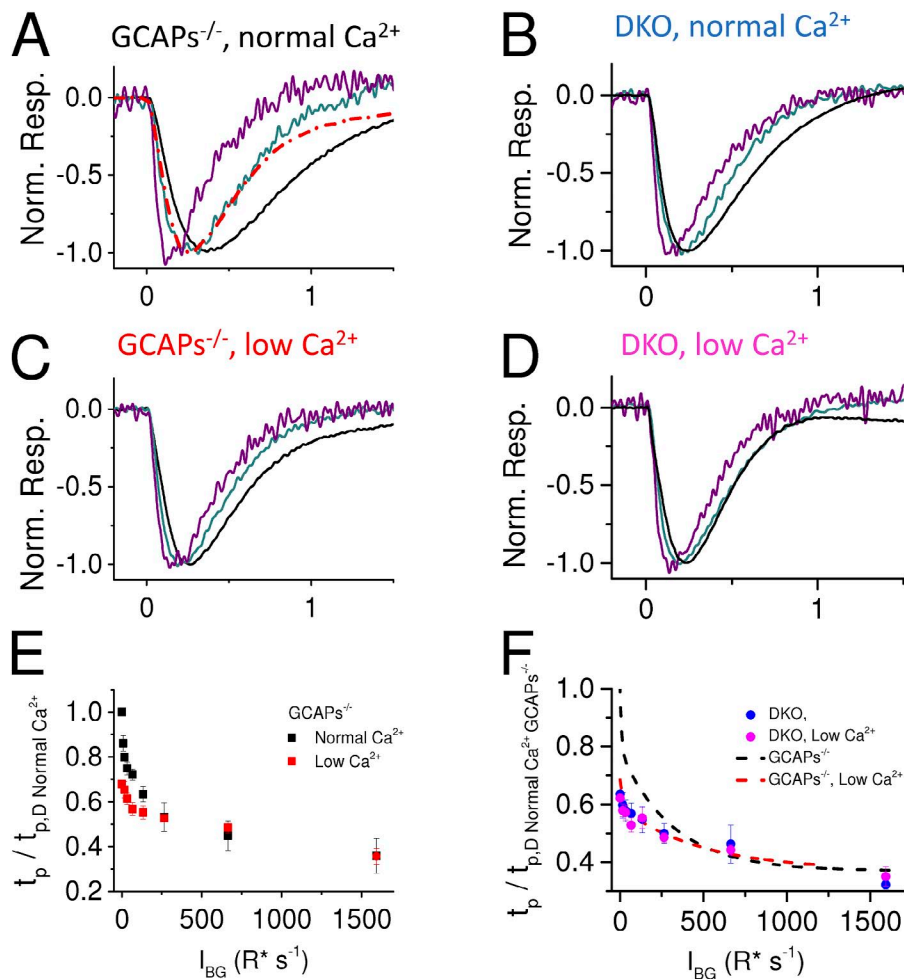 A
GCAPs⁻/⁻, normal Ca²⁺
Norm. Resp.
0.0
-0.5
-1.0
0
1
B
DKO, normal Ca²⁺
Norm. Resp.
0.0
-0.5
-1.0
0
1
C
GCAPs⁻/⁻, low Ca²⁺
Norm. Resp.
0.0
-0.5
-1.0
0
1
D
DKO, low Ca²⁺
Norm. Resp.
0.0
-0.5
-1.0
0
1
E
tp / tp,D Normal Ca²⁺
1.0
0.8
0.6
0.4
0.2
GCAPs⁻/⁻
Normal Ca²⁺
Low Ca²⁺
0
500
1000
1500
IBG (R* s⁻¹)
F
tp / tp,D Normal Ca²⁺ GCAPS⁻/⁻
1.0
0.8
0.6
0.4
DKO,
DKO, Low Ca²⁺
GCAPs⁻/⁻
GCAPs⁻/⁻, Low Ca²⁺
0
500
1000
1500
IBG (R* s⁻¹)